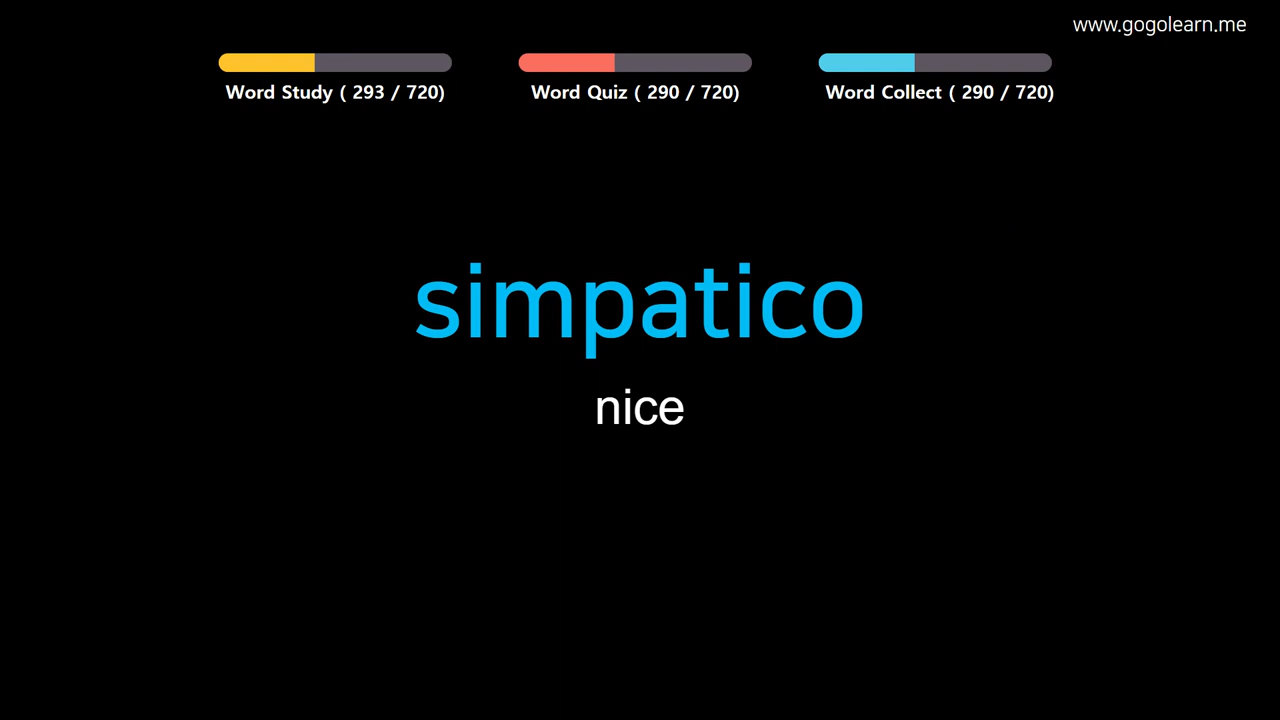 www.gogolearn.me
Word Study ( 293 / 720)
Word Quiz ( 290 / 720)
Word Collect ( 290 / 720)
simpatico
nice